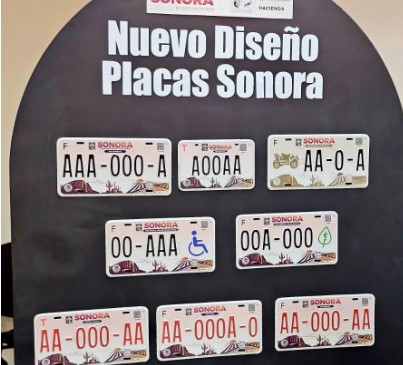 SONORA
HACIENDA
Nuevo Diseño
Placas Sonora
F SONORA
AAA-000-A
T SONORA
A00AA
F SONORA
AA-0-A
F SONORA
00-AAA
F SONORA
00A-000
T SONORA
AA-000-AA
F SONORA
AA-000A-0
F SONORA
AA-000-AA